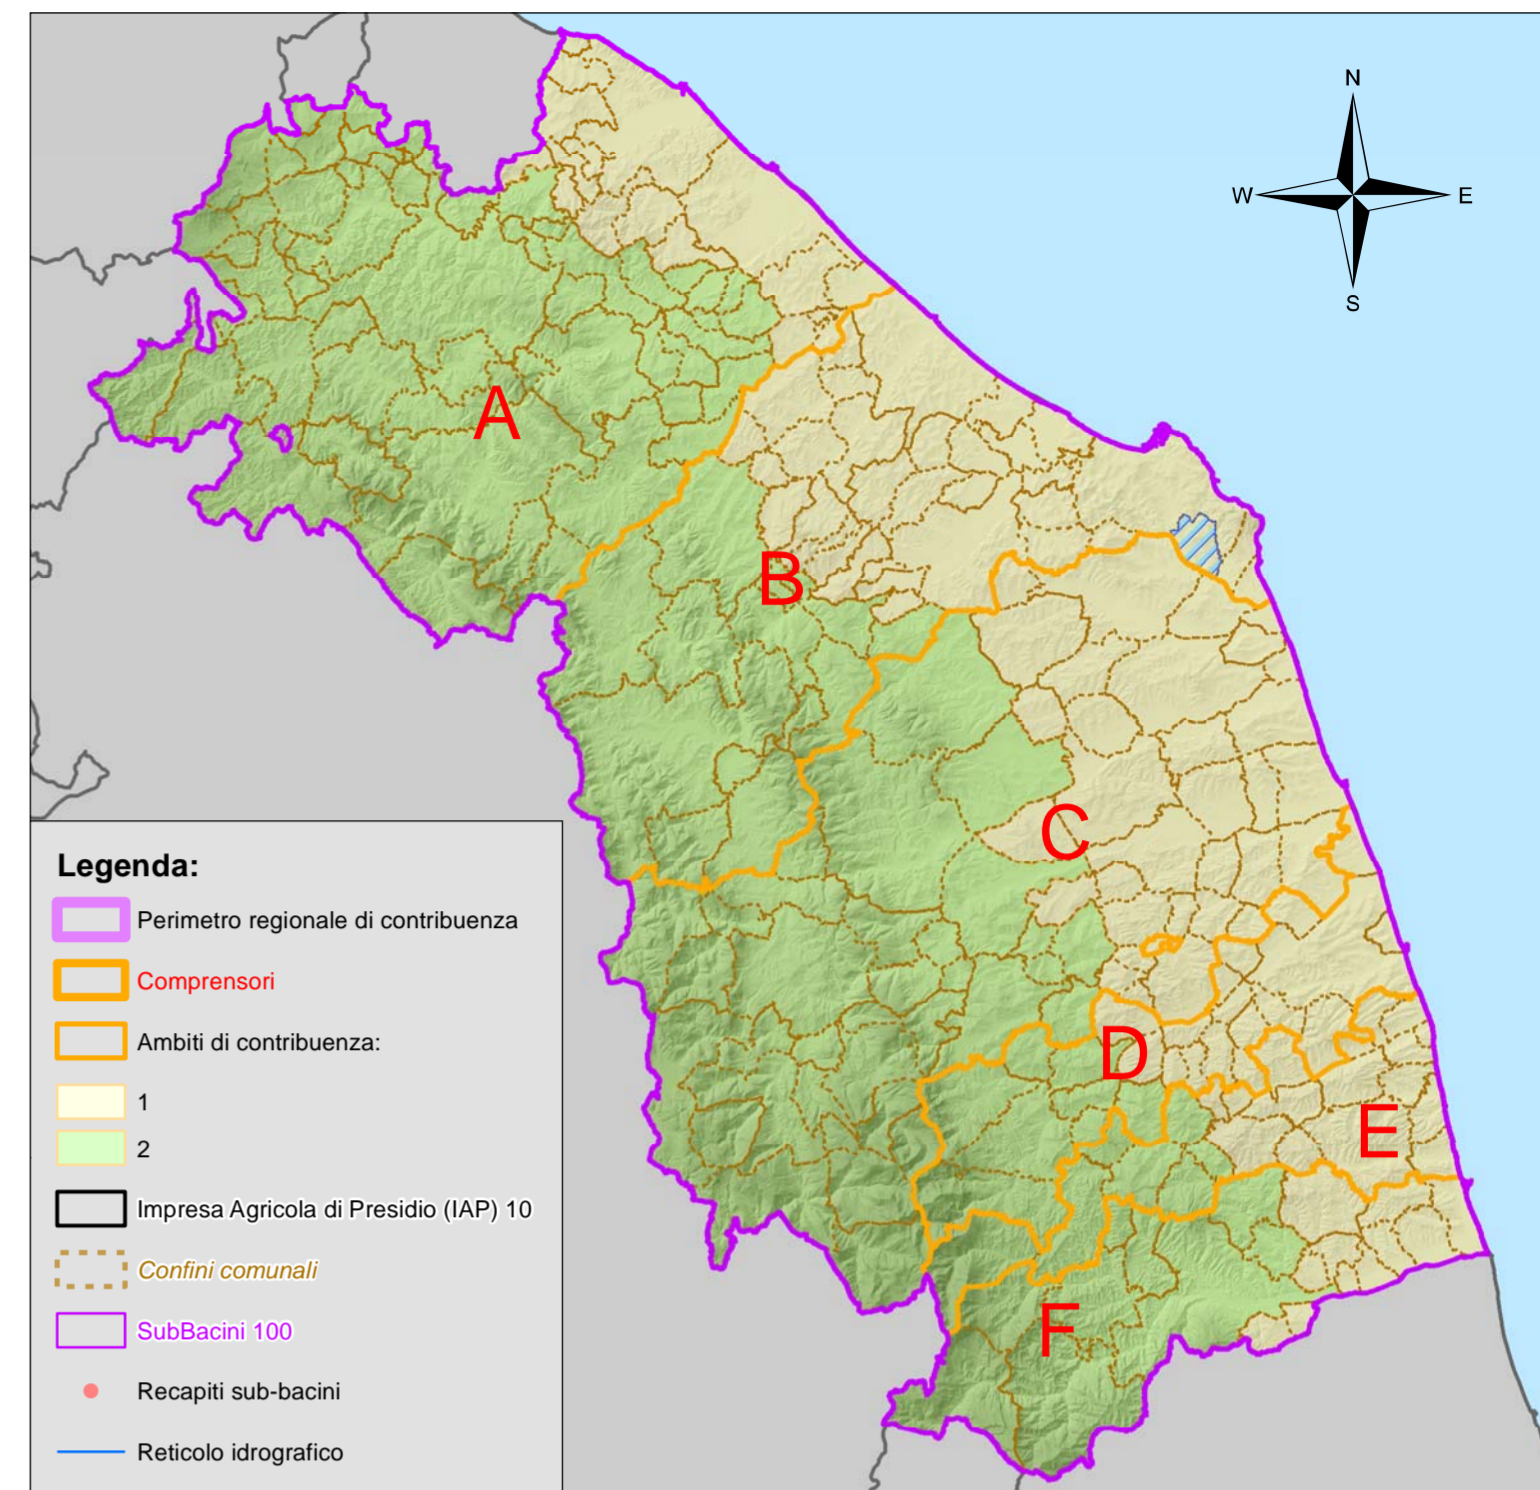 N
W
E
S
A
B
C
D
E
F
Legenda:
Perimetro regionale di contribuenza
Comprensori
Ambiti di contribuenza:
1
2
Impresa Agricola di Presidio (IAP) 10
Confini comunali
SubBacini 100
Recapiti sub-bacini
Reticolo idrografico